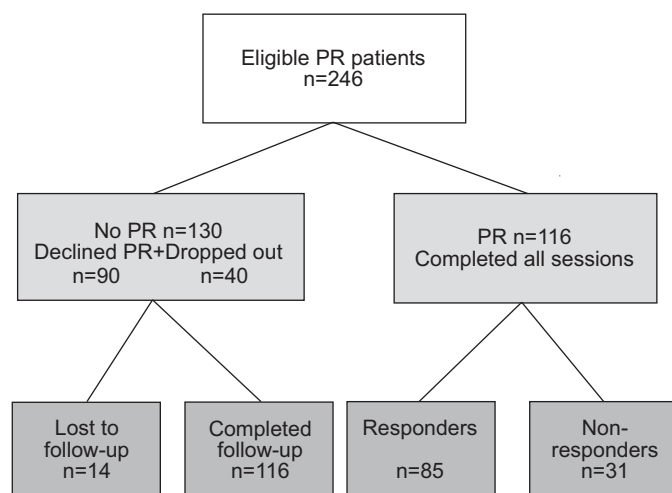 Eligible PR patients
n=246
No PR n=130
Declined PR+Dropped out
n=90 n=40
PR n=116
Completed all sessions
Lost to
follow-up
n=14
Completed
follow-up
n=116
Responders
n=85
Non-
responders
n=31